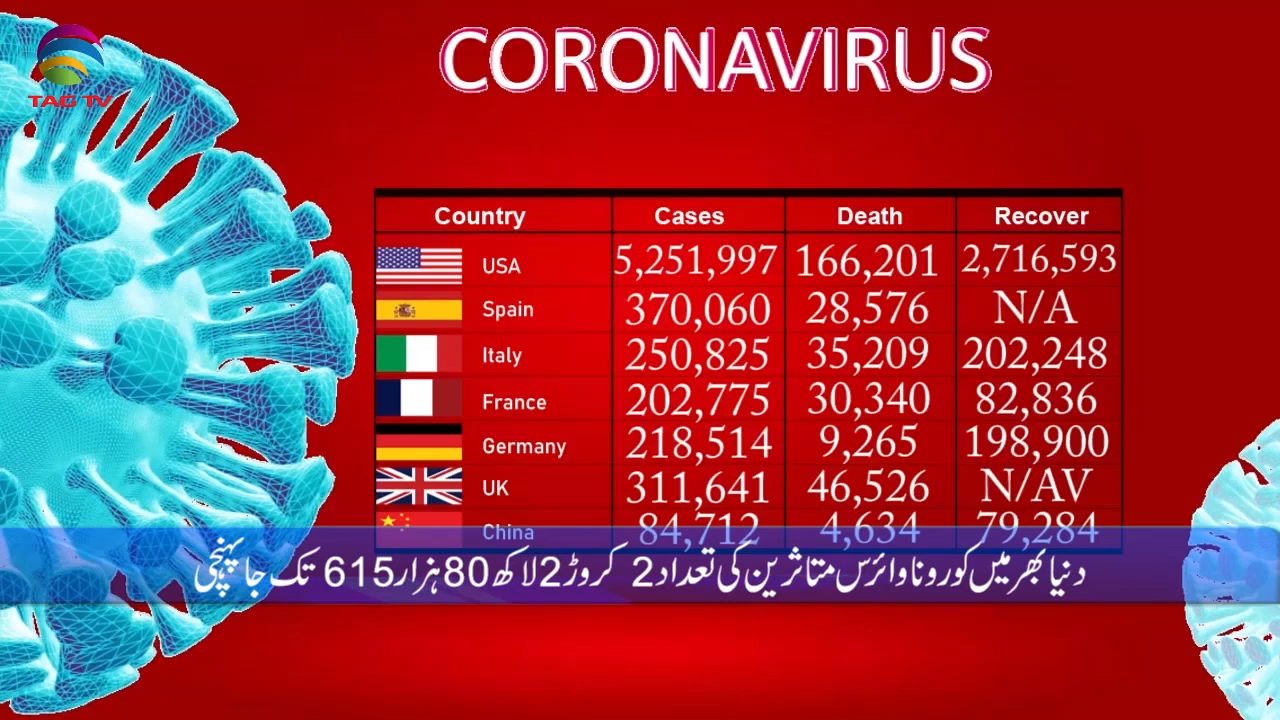 TAG TV
CORONAVIRUS
Country Cases Death Recover
USA 5,251,997 166,201 2,716,593
Spain 370,060 28,576 N/A
Italy 250,825 35,209 202,248
France 202,775 30,340 82,836
Germany 218,514 9,265 198,900
UK 311,641 46,526 N/AV
China 84,712 4,634 79,284
دنیا بھر میں کورونا وائرس متاثرین کی تعداد 2 کروڑ 2 لاکھ 80 ہزار 615 تک جا پہنچی